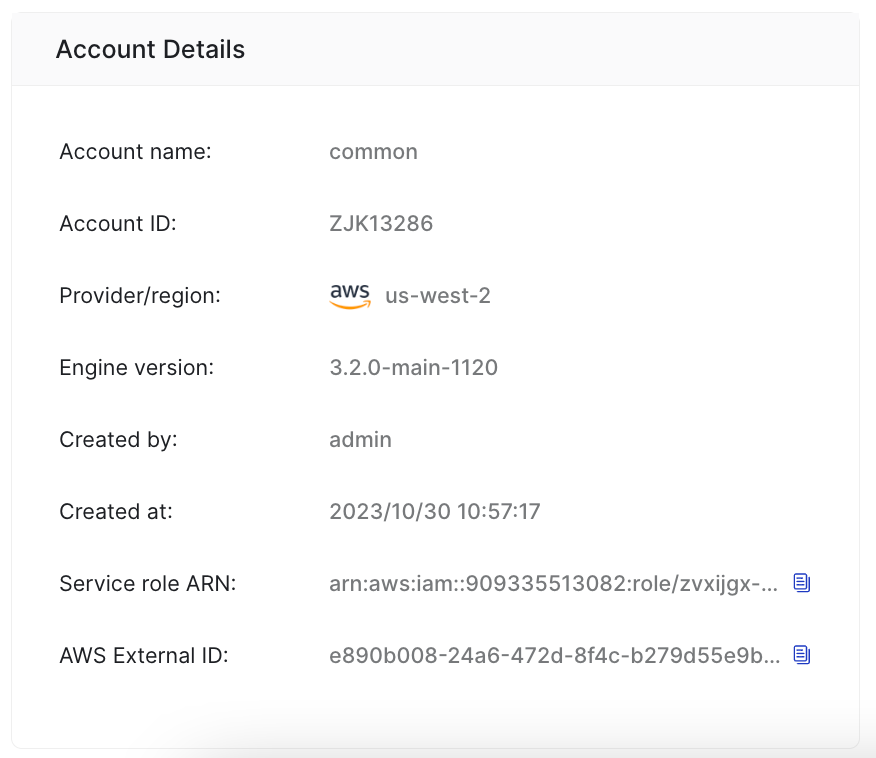 Account Details
Account name: common
Account ID: ZJK13286
Provider/region: aws us-west-2
Engine version: 3.2.0-main-1120
Created by: admin
Created at: 2023/10/30 10:57:17
Service role ARN: arn:aws:iam::909335513082:role/zvxijgx-...
AWS External ID: e890b008-24a6-472d-8f4c-b279d55e9b...